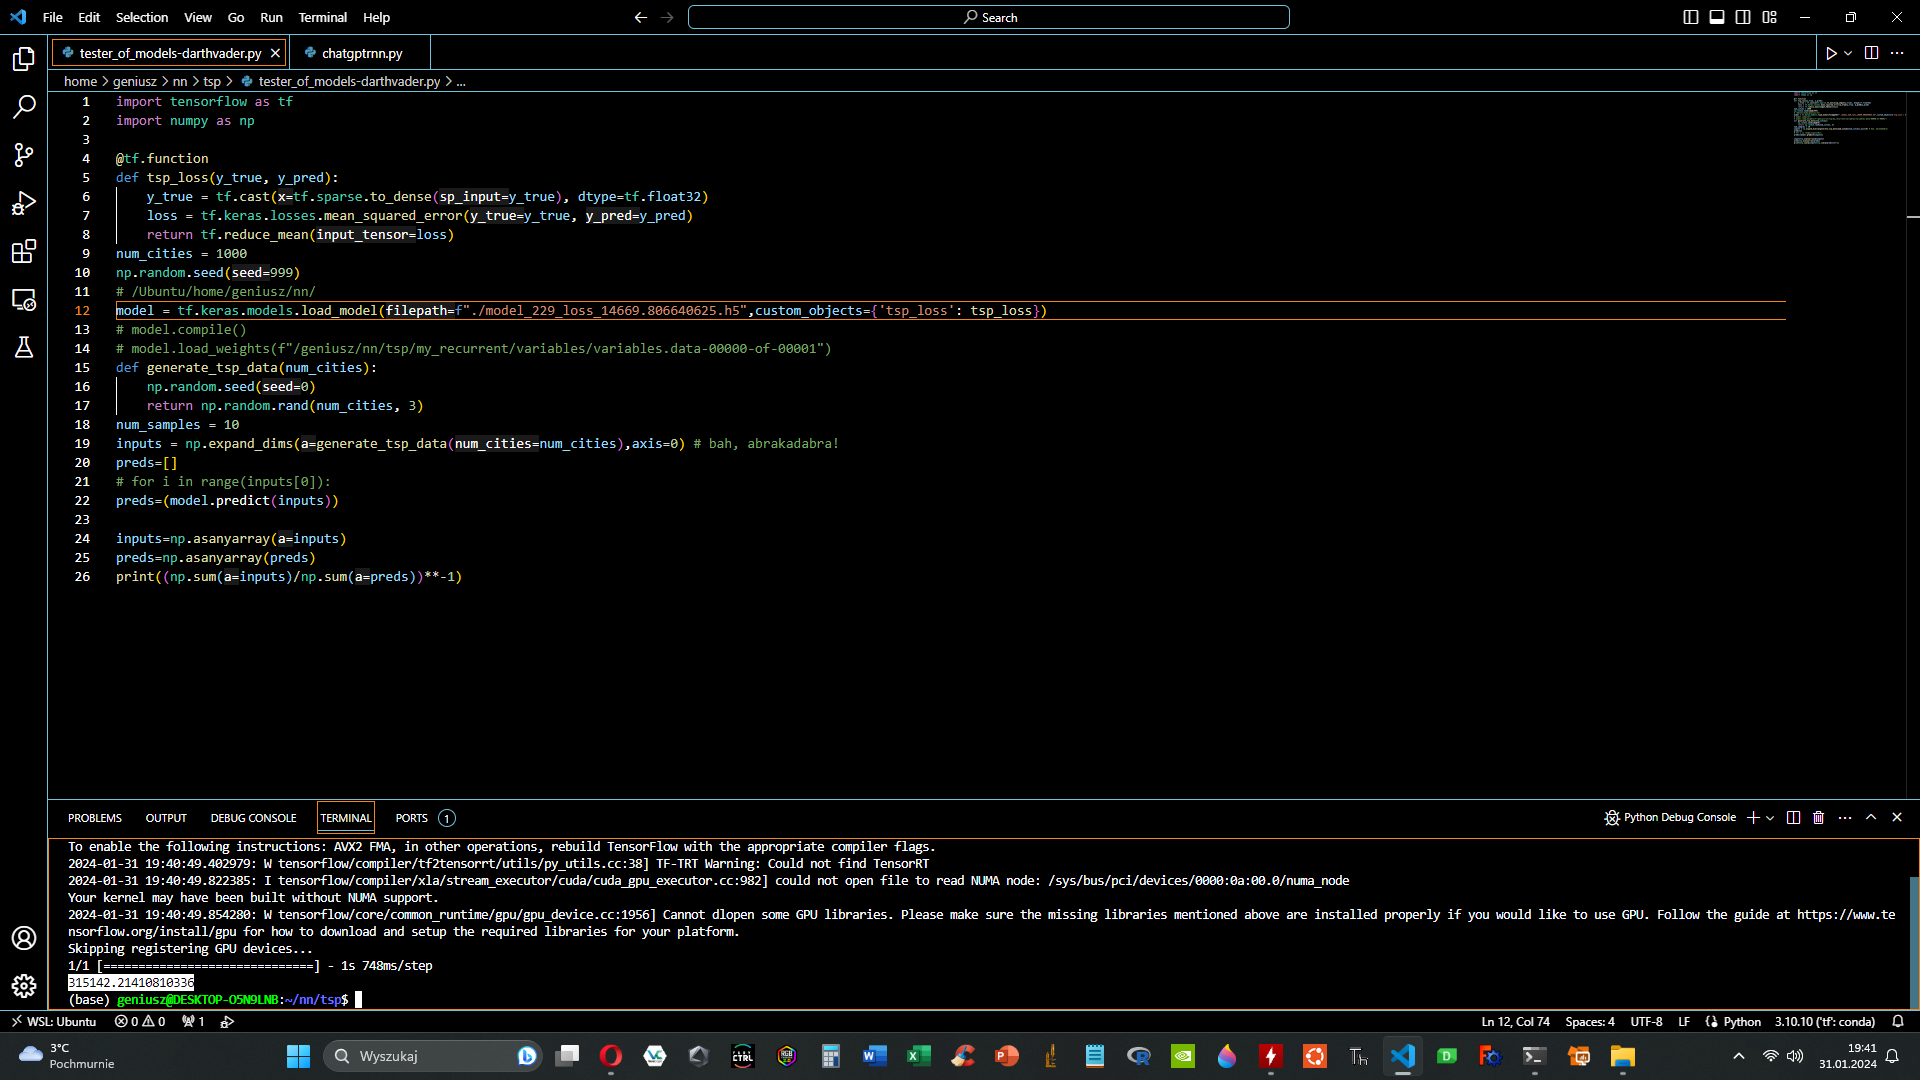 File Edit Selection View Go Run Terminal Help
Search
tester_of_models-darthvader.py
chatgptrnn.py
home > geniusz > nn > tsp > tester_of_models-darthvader.py > ...
1 import tensorflow as tf
2 import numpy as np
3
4 @tf.function
5 def tsp_loss(y_true, y_pred):
6 y_true = tf.cast(x=tf.sparse.to_dense(sp_input=y_true), dtype=tf.float32)
7 loss = tf.keras.losses.mean_squared_error(y_true=y_true, y_pred=y_pred)
8 return tf.reduce_mean(input_tensor=loss)
9 num_cities = 1000
10 np.random.seed(seed=999)
11 # /Ubuntu/home/geniusz/nn/
12 model = tf.keras.models.load_model(filepath=f"./model_229_loss_14669.806640625.h5",custom_objects={'tsp_loss': tsp_loss})
13 # model.compile()
14 # model.load_weights(f"/geniusz/nn/tsp/my_recurrent/variables/variables.data-00000-of-00001")
15 def generate_tsp_data(num_cities):
16 np.random.seed(seed=0)
17 return np.random.rand(num_cities, 3)
18 num_samples = 10
19 inputs = np.expand_dims(a=generate_tsp_data(num_cities=num_cities),axis=0) # bah, abrakadabra!
20 preds=[]
21 # for i in range(inputs[0]):
22 preds=(model.predict(inputs))
23
24 inputs=np.asanyarray(a=inputs)
25 preds=np.asanyarray(preds)
26 print((np.sum(a=inputs)/np.sum(a=preds))**-1)
PROBLEMS OUTPUT DEBUG CONSOLE TERMINAL PORTS 1
Python Debug Console
To enable the following instructions: AVX2 FMA, in other operations, rebuild TensorFlow with the appropriate compiler flags.
2024-01-31 19:40:49.402979: W tensorflow/compiler/tf2tensorrt/utils/py_utils.cc:38] TF-TRT Warning: Could not find TensorRT
2024-01-31 19:40:49.822385: I tensorflow/compiler/xla/stream_executor/cuda/cuda_gpu_executor.cc:982] could not open file to read NUMA node: /sys/bus/pci/devices/0000:0a:00.0/numa_node
Your kernel may have been built without NUMA support.
2024-01-31 19:40:49.854280: W tensorflow/core/common_runtime/gpu/gpu_device.cc:1956] Cannot dlopen some GPU libraries. Please make sure the missing libraries mentioned above are installed properly if you would like to use GPU. Follow the guide at https://www.te
nsorflow.org/install/gpu for how to download and setup the required libraries for your platform.
Skipping registering GPU devices...
1/1 [==============================] - 1s 748ms/step
315142.21410810336
(base) geniusz@DESKTOP-O5N9LNB:~/nn/tsp$
WSL: Ubuntu 0 0 1
Ln 12, Col 74 Spaces: 4 UTF-8 LF Python 3.10.10 ('tf': conda)
3°C
Pochmurnie
Wyszukaj
19:41
31.01.2024